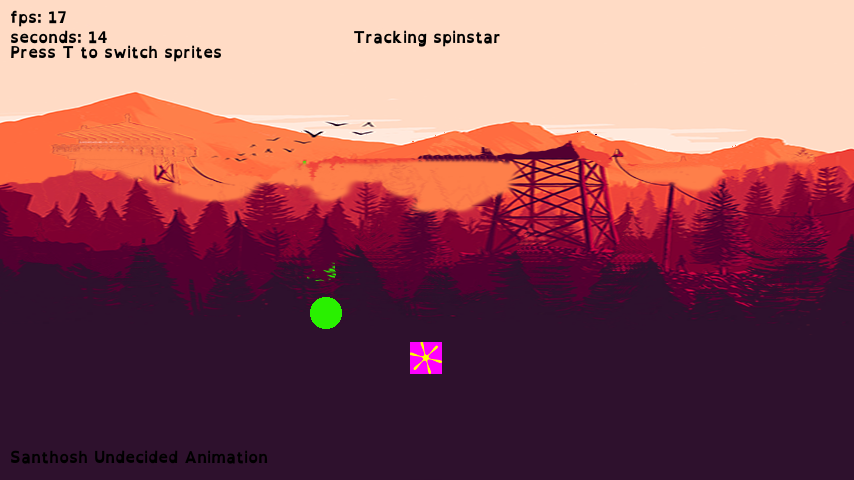 fps: 17
seconds: 14
Press T to switch sprites
Tracking spinstar
Santhosh Undecided Animation